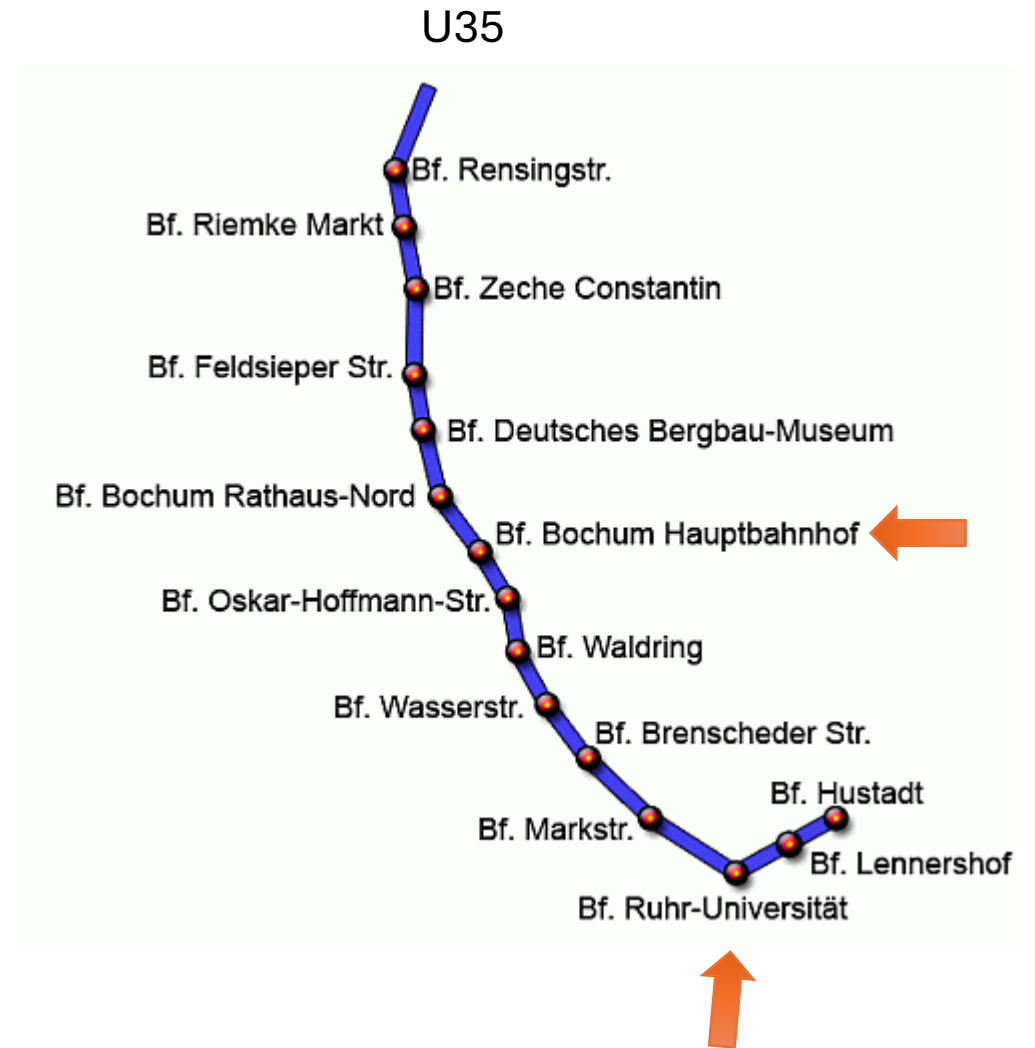 U35
Bf. Rensingstr.
Bf. Riemke Markt
Bf. Zeche Constantin
Bf. Feldsieper Str.
Bf. Deutsches Bergbau-Museum
Bf. Bochum Rathaus-Nord
Bf. Bochum Hauptbahnhof
Bf. Oskar-Hoffmann-Str.
Bf. Waldring
Bf. Wasserstr.
Bf. Brenscheder Str.
Bf. Hustadt
Bf. Markstr.
Bf. Lennershof
Bf. Ruhr-Universität